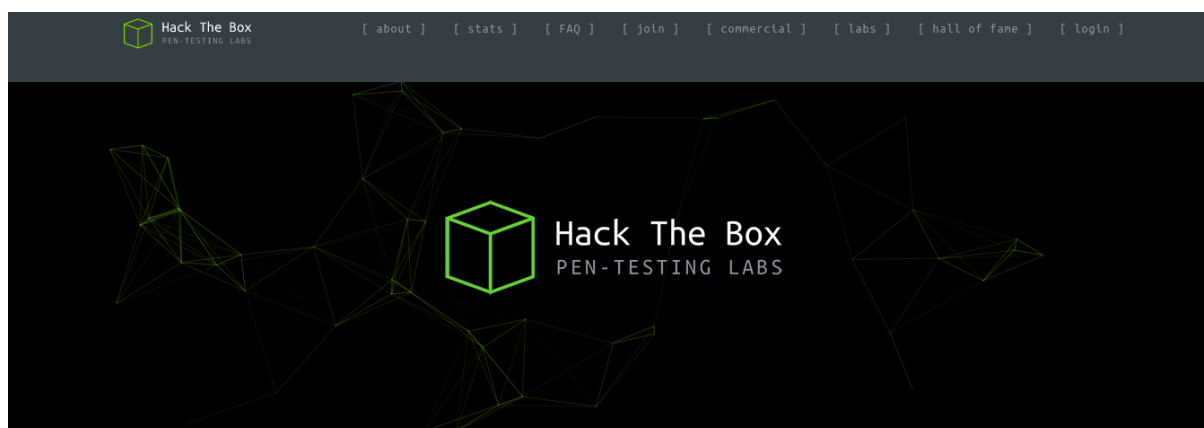 Hack The Box
PEN-TESTING LABS
[ about ] [ stats ] [ FAQ ] [ join ] [ commercial ] [ labs ] [ hall of fame ] [ login ]
Hack The Box
PEN-TESTING LABS